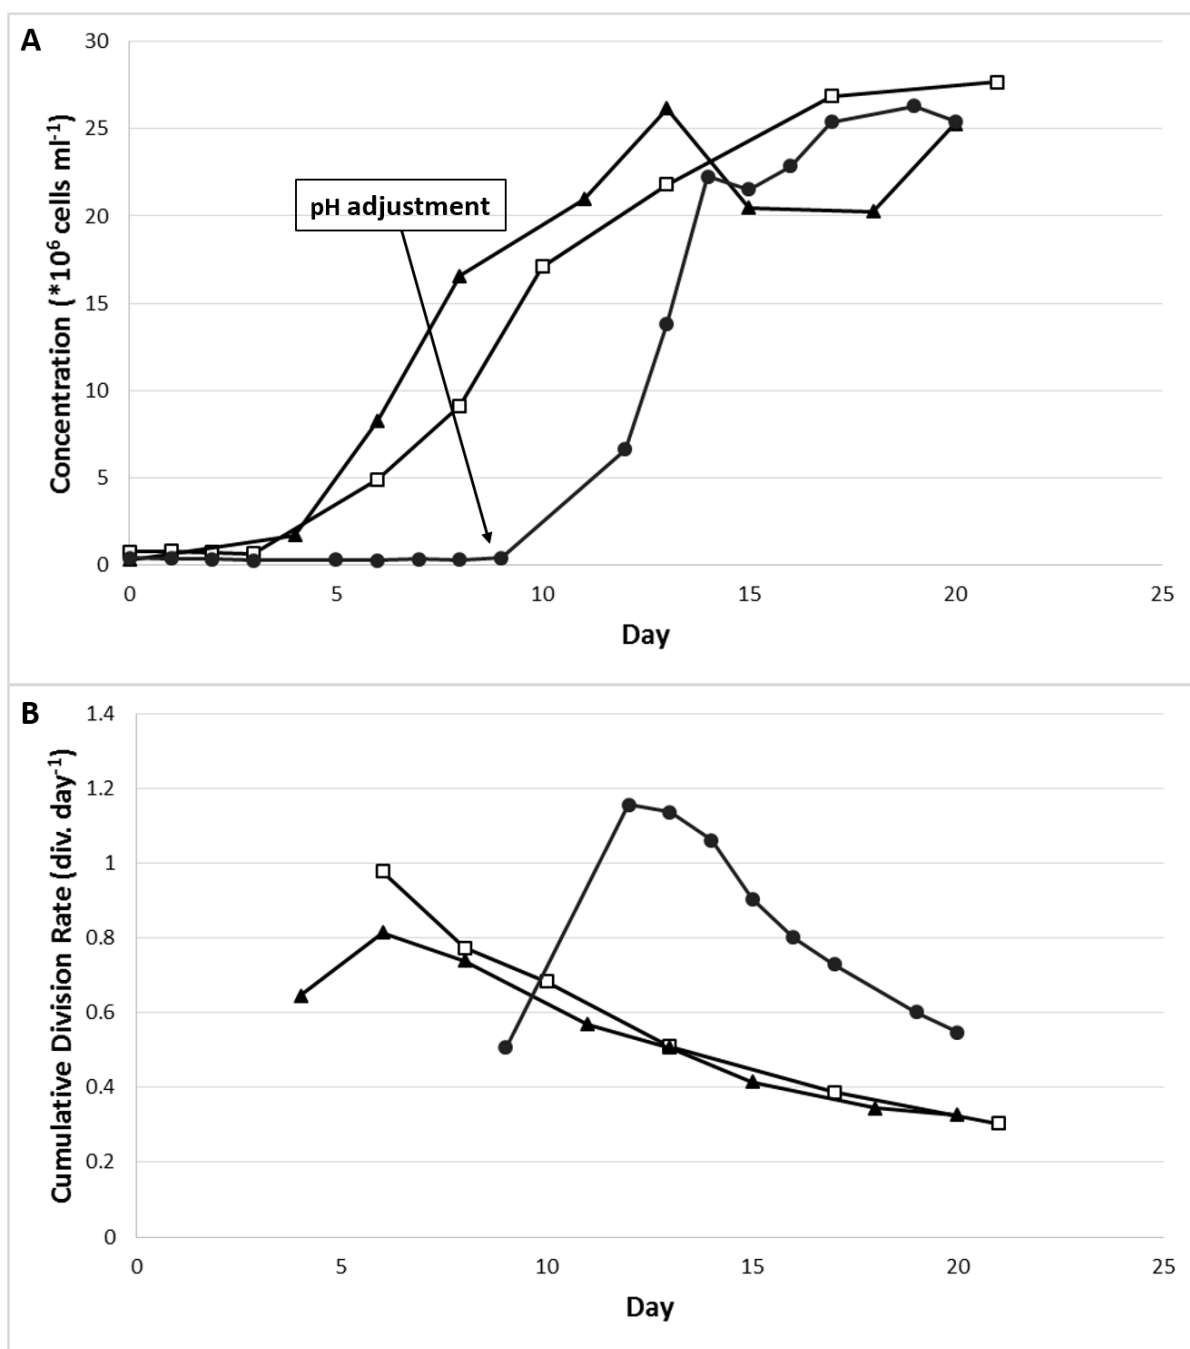 A
Concentration (*10⁶ cells ml⁻¹)
30
25
20
15
10
5
0
pH adjustment
0 5 10 15 20 25
Day
B
Cumulative Division Rate (div. day⁻¹)
1.4
1.2
1
0.8
0.6
0.4
0.2
0
0 5 10 15 20 25
Day